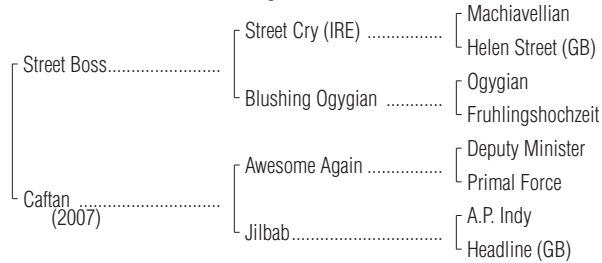 Machiavellian
Street Cry (IRE) ................
Helen Street (GB)
Street Boss........................
Ogygian
Blushing Ogygian ............
Fruhlingshochzeit
Deputy Minister
Awesome Again ................
Primal Force
Caftan ..............................
(2007)
A.P. Indy
Jilbab................................
Headline (GB)